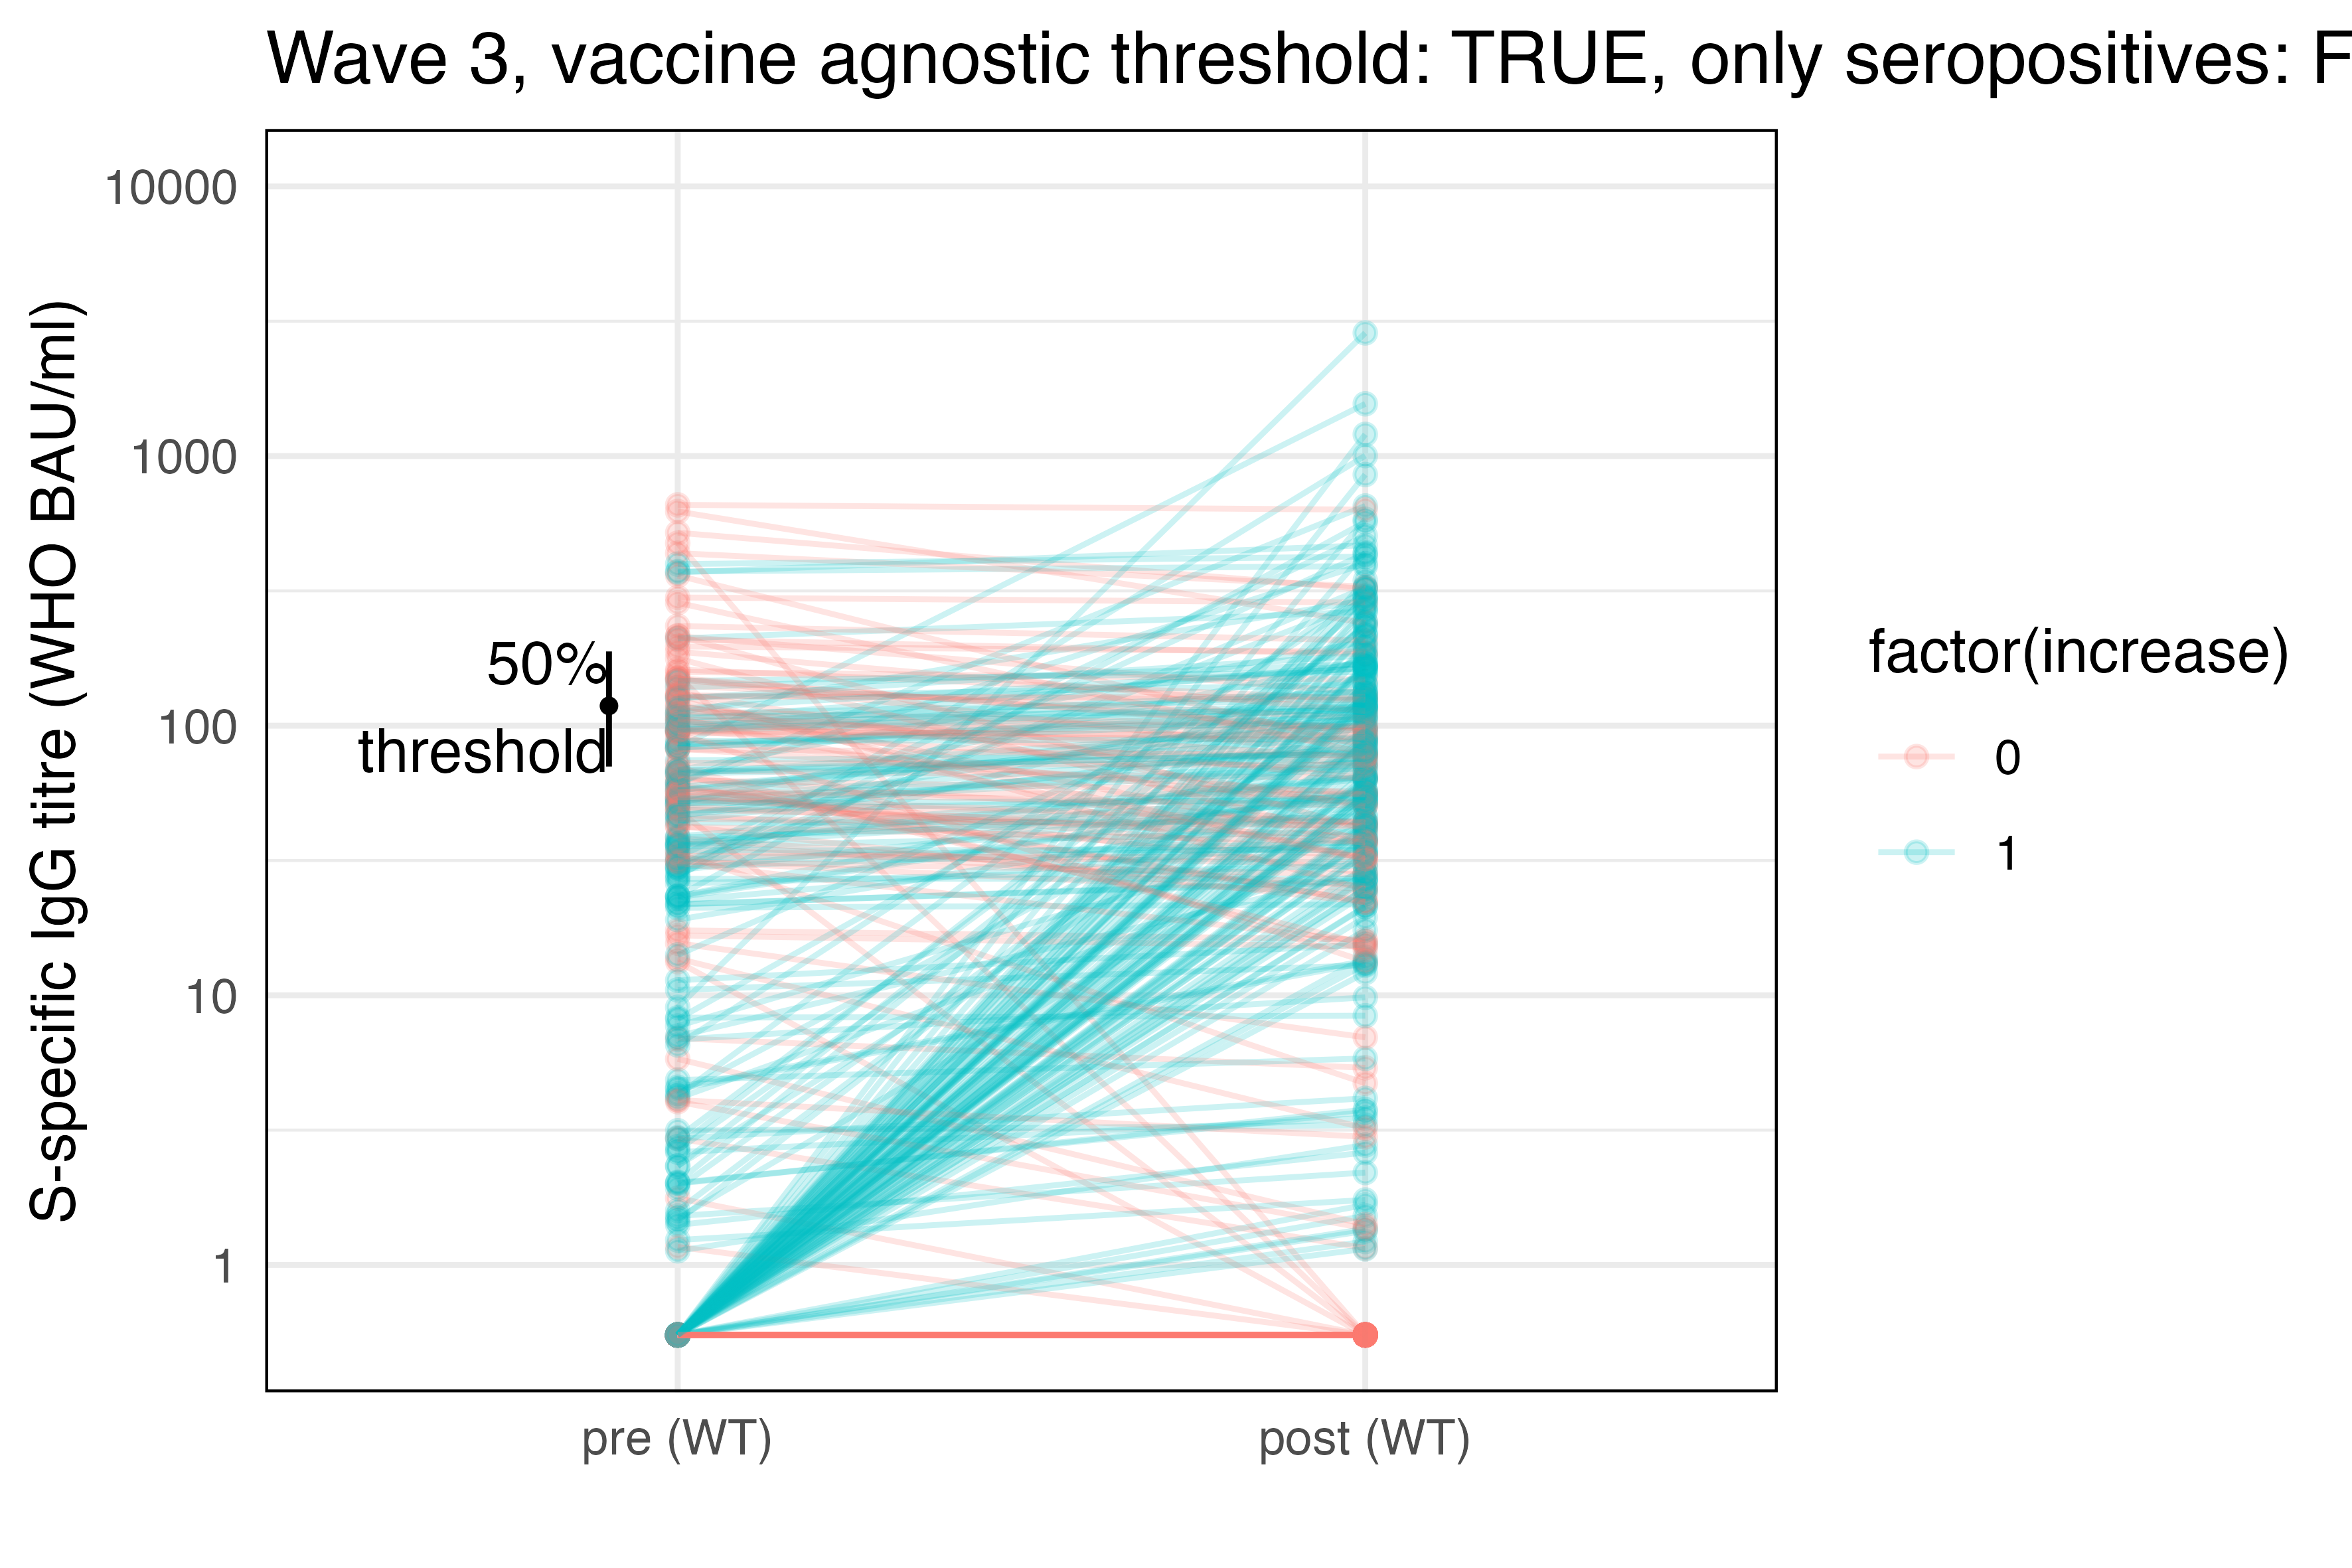 Wave 3, vaccine agnostic threshold: TRUE, only seropositives: F
S-specific IgG titre (WHO BAU/ml)
10000
1000
100
10
1
50%
threshold
pre (WT)
post (WT)
factor(increase)
0
1